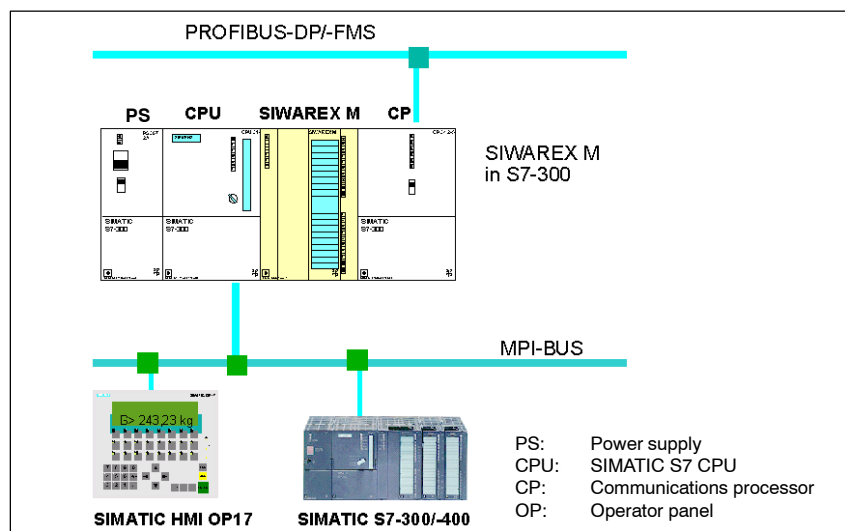 PROFIBUS-DP/-FMS
PS
CPU
SIWAREX M
CP
SIWAREX M
in S7-300
SIMATIC
S7-300
SIMATIC
S7-300
SIMATIC
S7-300
MPI-BUS
G> 243,23 kg
SIMATIC HMI OP17
SIMATIC S7-300/-400
PS: Power supply
CPU: SIMATIC S7 CPU
CP: Communications processor
OP: Operator panel